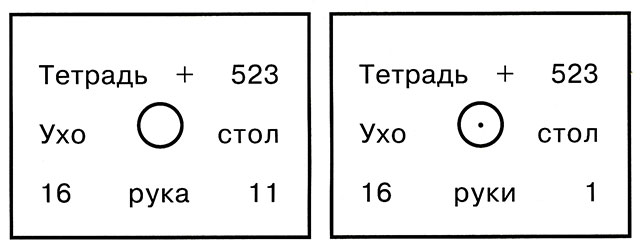 Тетрадь + 523
Ухо стол
16 рука 11
Тетрадь + 523
Ухо стол
16 руки 1